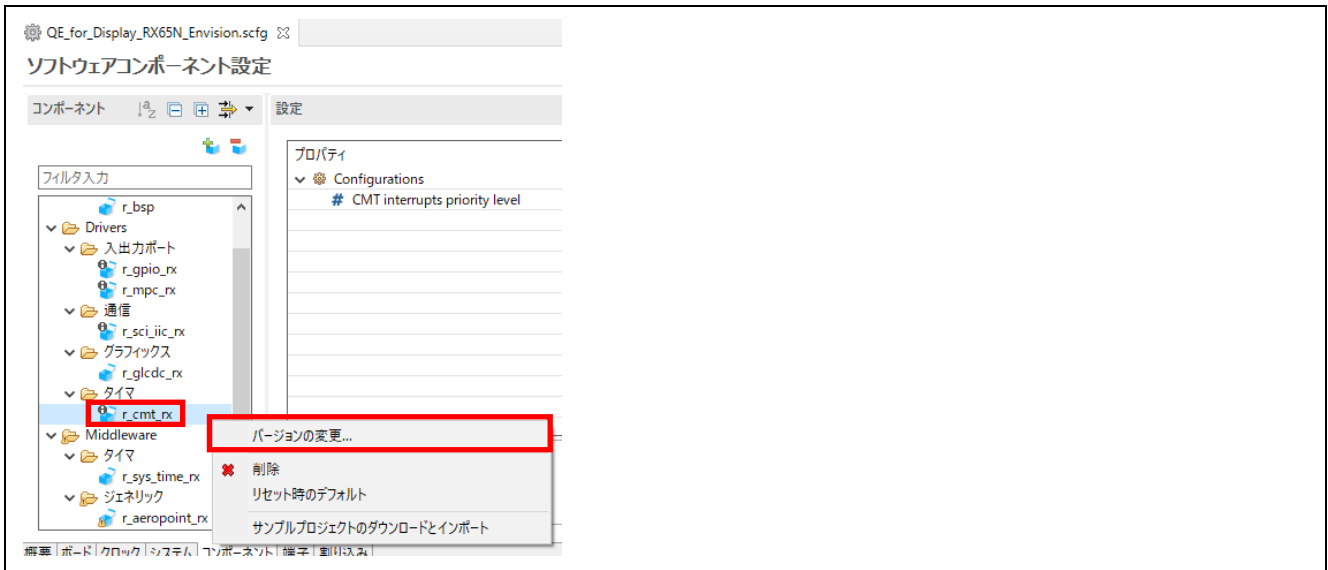 QE_for_Display_RX65N_Envision.scfg
ソフトウェアコンポーネント設定
コンポーネント
設定
フィルタ入力
r_bsp
Drivers
入出力ポート
r_gpio_rx
r_mpc_rx
通信
r_sci_iic_rx
グラフィックス
r_glcdc_rx
タイマ
r_cmt_rx
Middleware
タイマ
r_sys_time_rx
ジェネリック
r_aeropoint_rx
プロパティ
Configurations
# CMT interrupts priority level
バージョンの変更...
削除
リセット時のデフォルト
サンプルプロジェクトのダウンロードとインポート
概要 ボード クロック システム コンポーネント 端子 割り込み